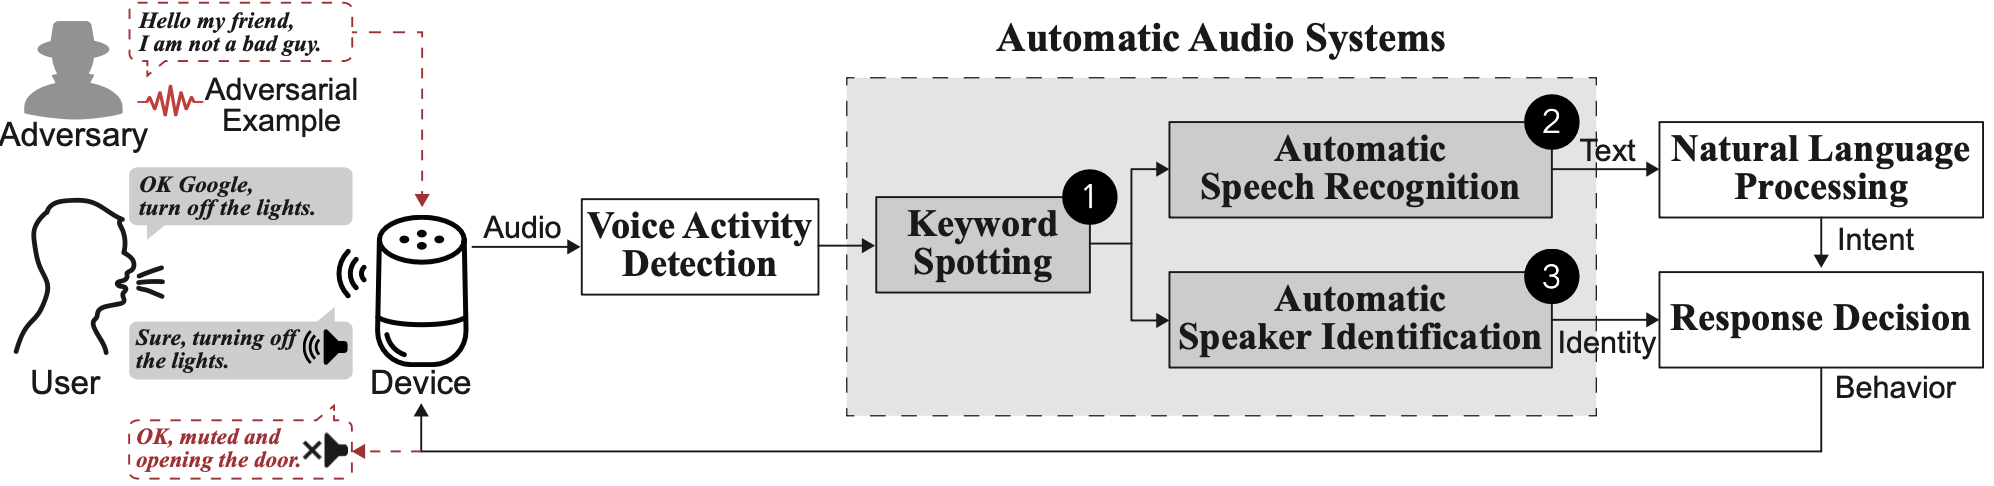 Hello my friend,
I am not a bad guy.
Adversarial
Example
Adversary
OK Google,
turn off the lights.
Sure, turning off
the lights.
User
Device
OK, muted and
opening the door.
Audio
Voice Activity
Detection
Automatic Audio Systems
1
Keyword
Spotting
2
Automatic
Speech Recognition
3
Automatic
Speaker Identification
Text
Natural Language
Processing
Intent
Identity
Response Decision
Behavior